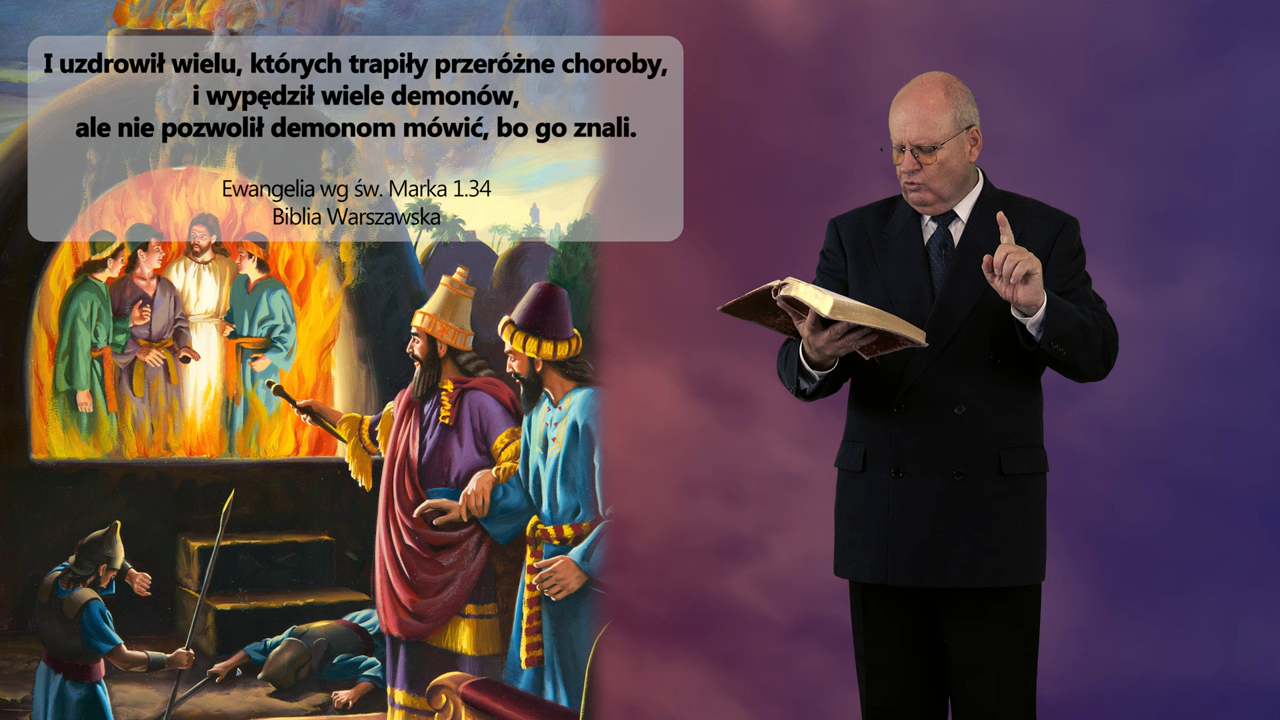 I uzdrowił wielu, których trapiły przeróżne choroby,
i wypędził wiele demonów,
ale nie pozwolił demonom mówić, bo go znali.
Ewangelia wg św. Marka 1.34
Biblia Warszawska